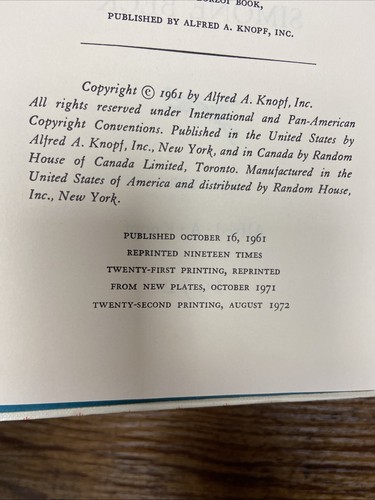 BORZOI BOOK,
PUBLISHED BY ALFRED A. KNOPF, INC.
Copyright © 1961 by Alfred A. Knopf, Inc.
All rights reserved under International and Pan-American
Copyright Conventions. Published in the United States by
Alfred A. Knopf, Inc., New York, and in Canada by Random
House of Canada Limited, Toronto. Manufactured in the
United States of America and distributed by Random House,
Inc., New York.
PUBLISHED OCTOBER 16, 1961
REPRINTED NINETEEN TIMES
TWENTY-FIRST PRINTING, REPRINTED
FROM NEW PLATES, OCTOBER 1971
TWENTY-SECOND PRINTING, AUGUST 1972